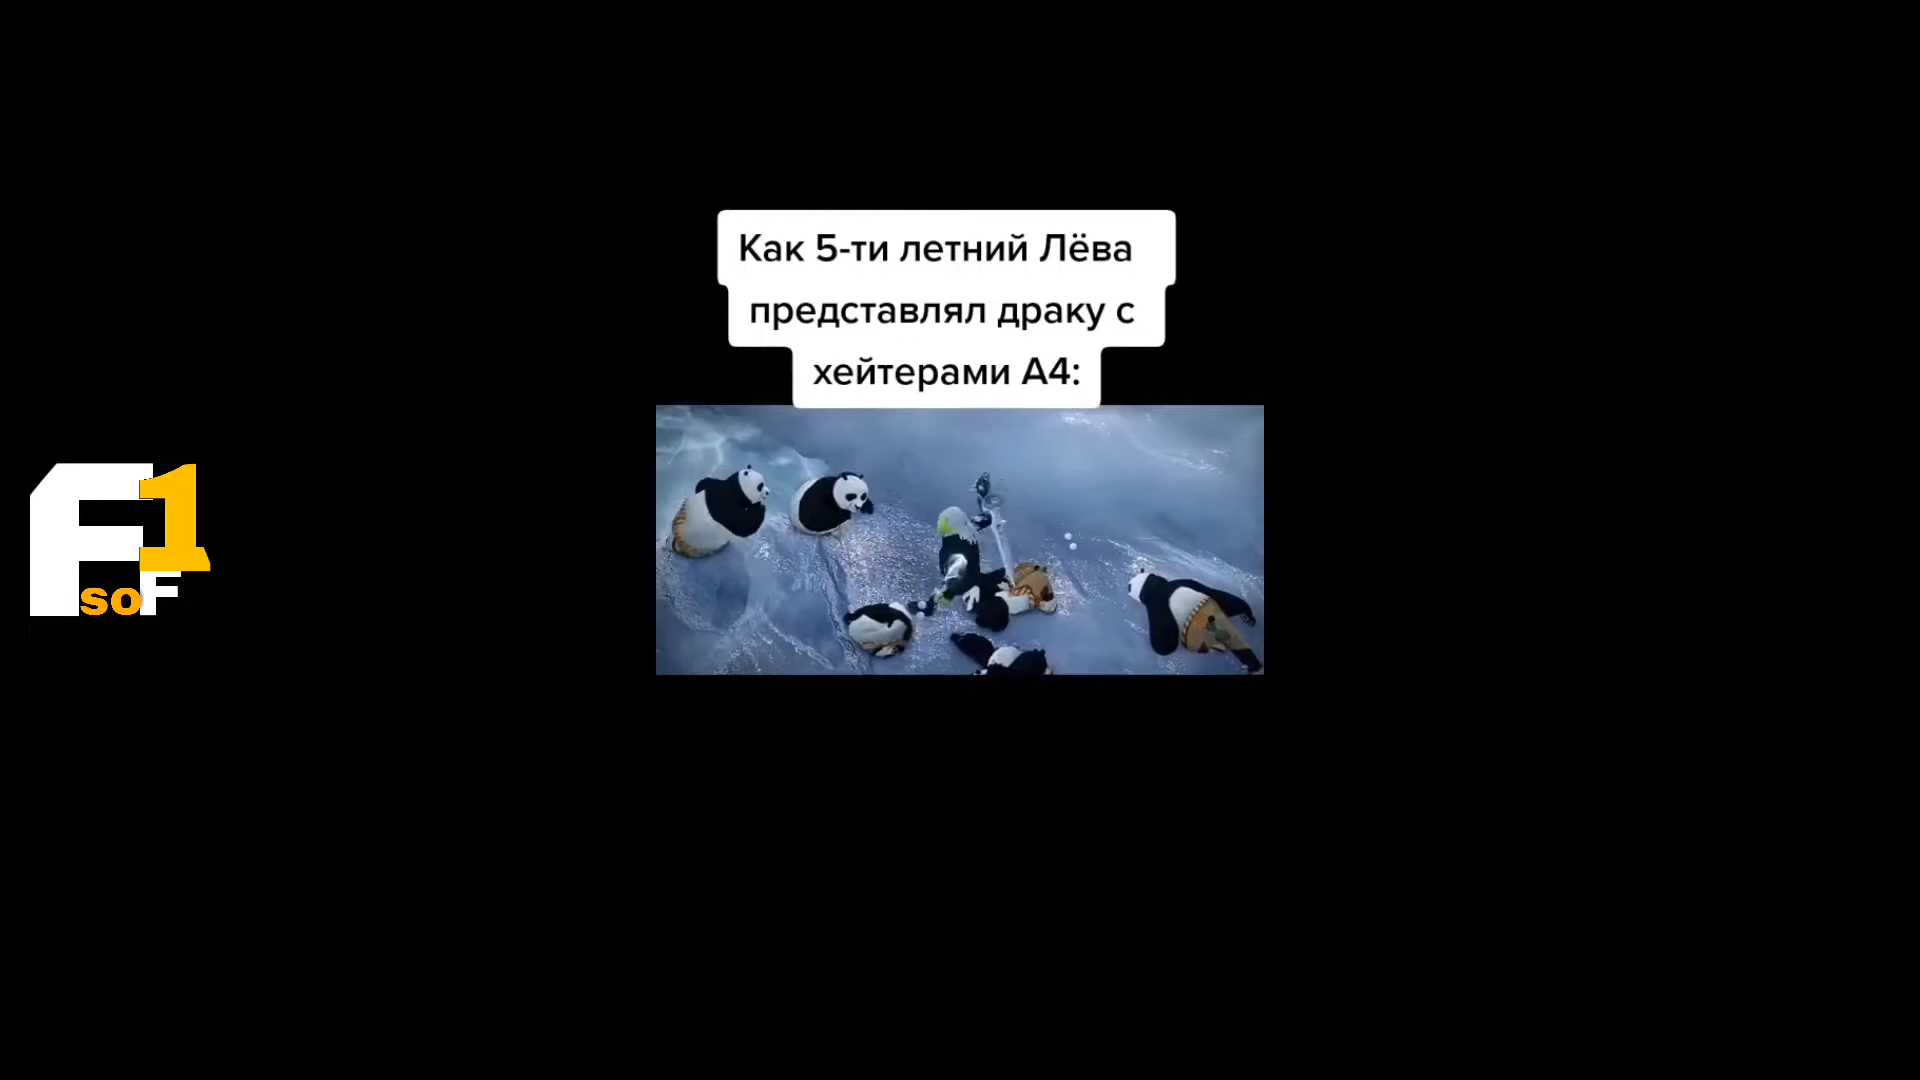 Как 5-ти летний Лёва
представлял драку с
хейтерами А4:
F1
soF